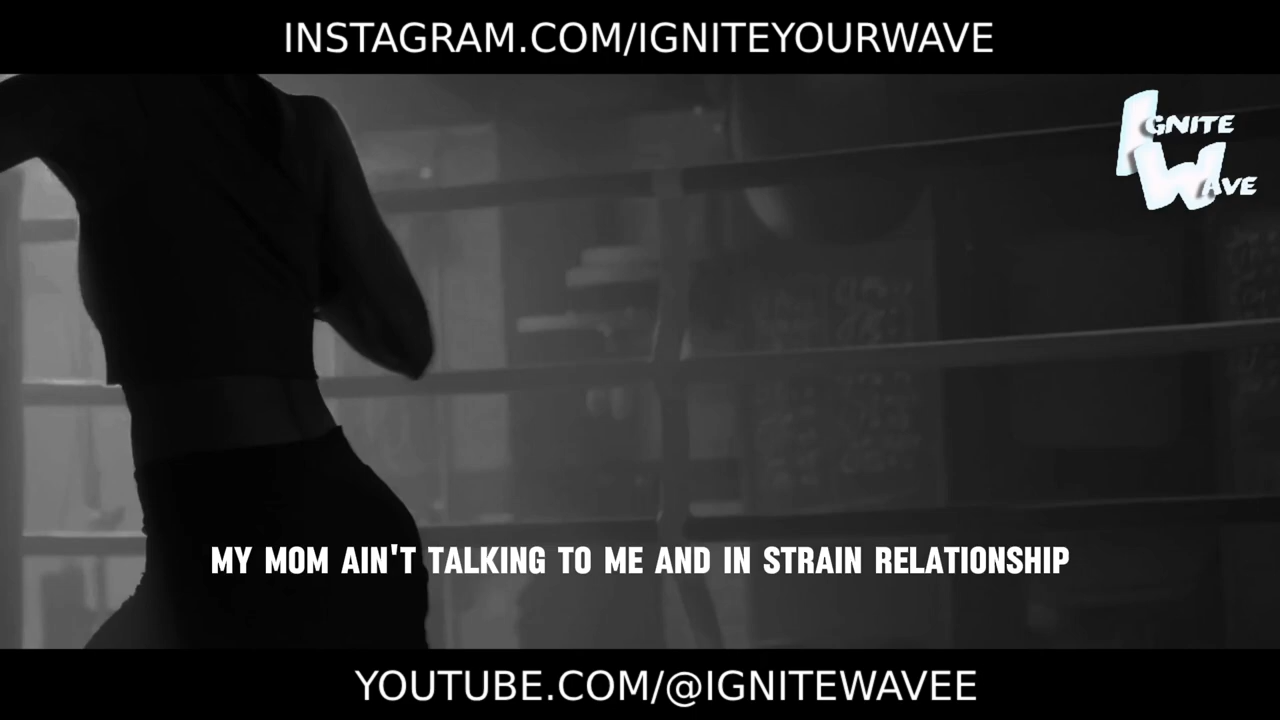 INSTAGRAM.COM/IGNITEYOURWAVE
IGNITE
WAVE
MY MOM AIN'T TALKING TO ME AND IN STRAIN RELATIONSHIP
YOUTUBE.COM/@IGNITEWAVEE